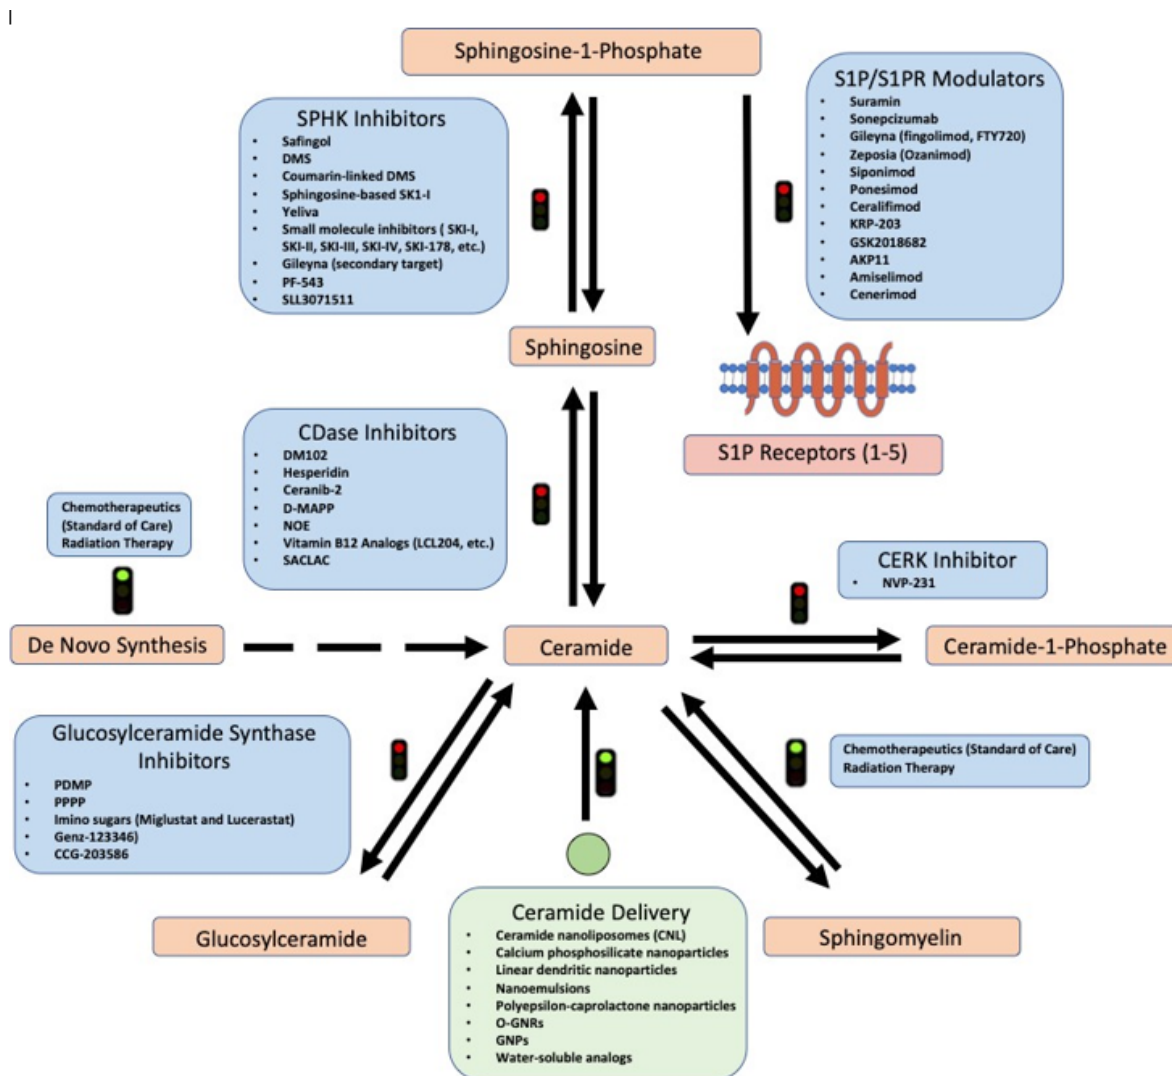 I
Sphingosine-1-Phosphate
SPHK Inhibitors
• Safingol
• DMS
• Coumarin-linked DMS
• Sphingosine-based SK1-I
• Yeliva
• Small molecule inhibitors ( SKI-I,
SKI-II, SKI-III, SKI-IV, SKI-178, etc.)
• Gileyna (secondary target)
• PF-543
• SLL3071511
S1P/S1PR Modulators
• Suramin
• Sonepcizumab
• Gileyna (fingolimod, FTY720)
• Zeposia (Ozanimod)
• Siponimod
• Ponesimod
• Ceralifimod
• KRP-203
• GSK2018682
• AKP11
• Amiselimod
• Cenerimod
Sphingosine
S1P Receptors (1-5)
CDase Inhibitors
• DM102
• Hesperidin
• Ceranib-2
• D-MAPP
• NOE
• Vitamin B12 Analogs (LCL204, etc.)
• SACLAC
Chemotherapeutics
(Standard of Care)
Radiation Therapy
CERK Inhibitor
• NVP-231
De Novo Synthesis
Ceramide
Ceramide-1-Phosphate
Glucosylceramide Synthase
Inhibitors
• PDMP
• PPPP
• Imino sugars (Miglustat and Lucerastat)
• Genz-123346)
• CCG-203586
Chemotherapeutics (Standard of Care)
Radiation Therapy
Glucosylceramide
Ceramide Delivery
• Ceramide nanoliposomes (CNL)
• Calcium phosphosilicate nanoparticles
• Linear dendritic nanoparticles
• Nanoemulsions
• Polyepsilon-caprolactone nanoparticles
• O-GNRs
• GNPs
• Water-soluble analogs
Sphingomyelin